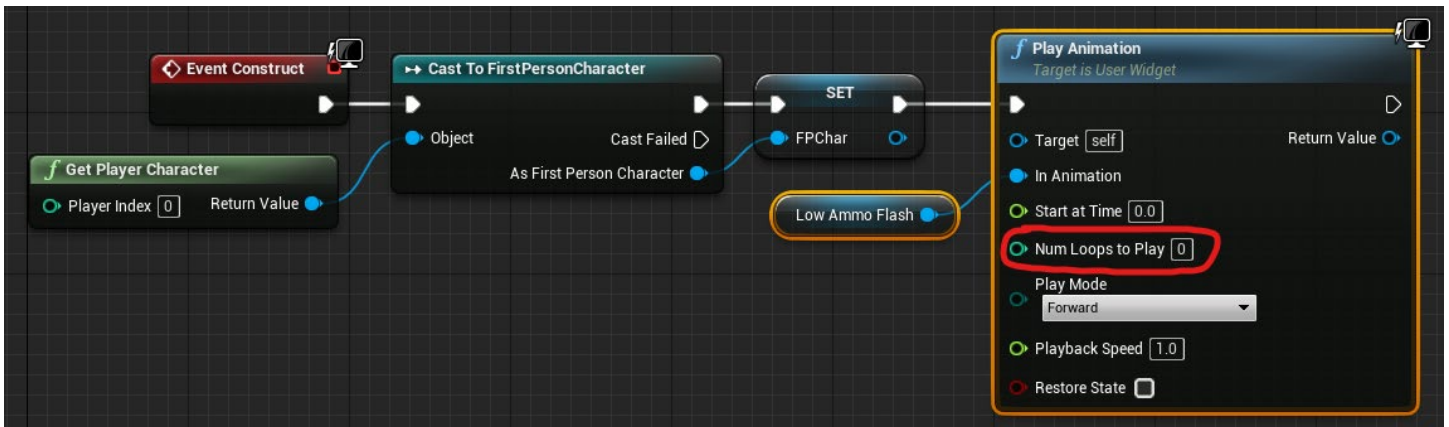 Event Construct
Cast To FirstPersonCharacter
Object
Cast Failed
As First Person Character
f Get Player Character
Player Index 0
Return Value
SET
FPChar
Low Ammo Flash
f Play Animation
Target is User Widget
Target self
Return Value
In Animation
Start at Time 0.0
Num Loops to Play 0
Play Mode
Forward
Playback Speed 1.0
Restore State